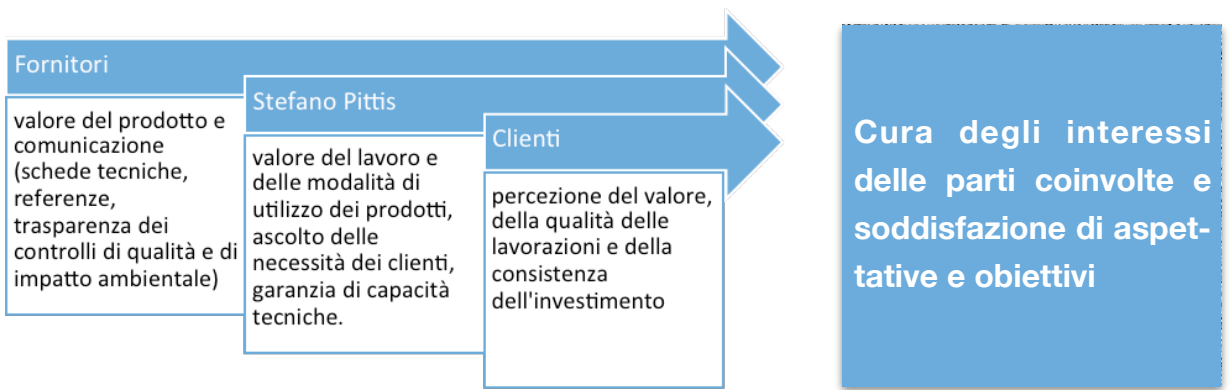 Fornitori
valore del prodotto e
comunicazione
(schede tecniche,
referenze,
trasparenza dei
controlli di qualità e di
impatto ambientale)
Stefano Pittis
valore del lavoro e
delle modalità di
utilizzo dei prodotti,
ascolto delle
necessità dei clienti,
garanzia di capacità
tecniche.
Clienti
percezione del valore,
della qualità delle
lavorazioni e della
consistenza
dell'investimento
Cura degli interessi
delle parti coinvolte e
soddisfazione di aspet-
tative e obiettivi